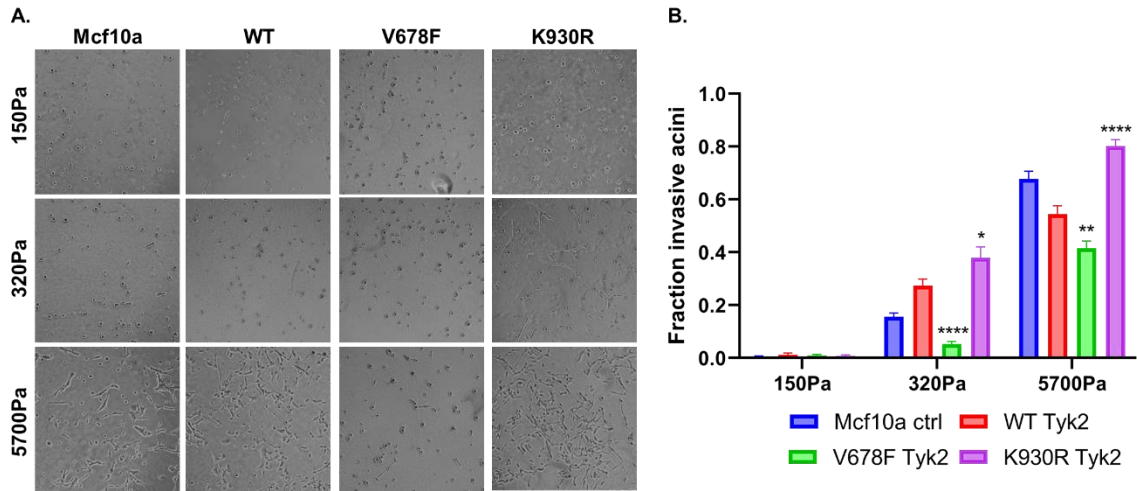 A.
Mcf10a WT V678F K930R
150Pa
320Pa
5700Pa
B.
Fraction invasive acini
1.0
0.8
0.6
0.4
0.2
0.0
****
*
**
****
150Pa 320Pa 5700Pa
Mcf10a ctrl WT Tyk2
V678F Tyk2 K930R Tyk2